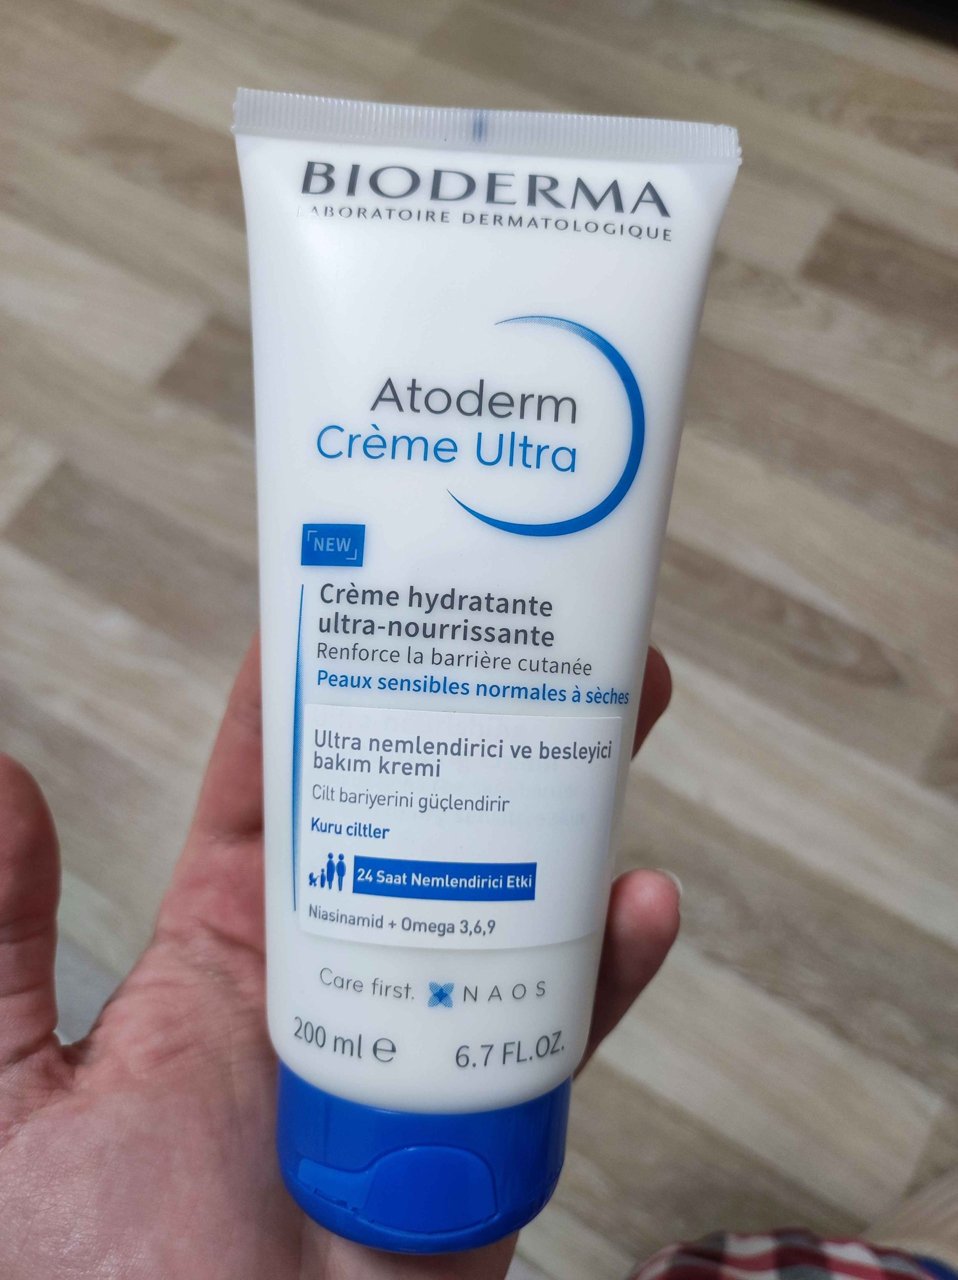 BIODERMA
LABORATOIRE DERMATOLOGIQUE
Atoderm
Crème Ultra
NEW
Crème hydratante
ultra-nourrissante
Renforce la barrière cutanée
Peaux sensibles normales à sèches
Ultra nemlendirici ve besleyici
bakım kremi
Cilt bariyerini güçlendirir
Kuru ciltler
24 Saat Nemlendirici Etki
Niasinamid + Omega 3,6,9
Care first. NAOS
200 ml e 6.7 FL.OZ.